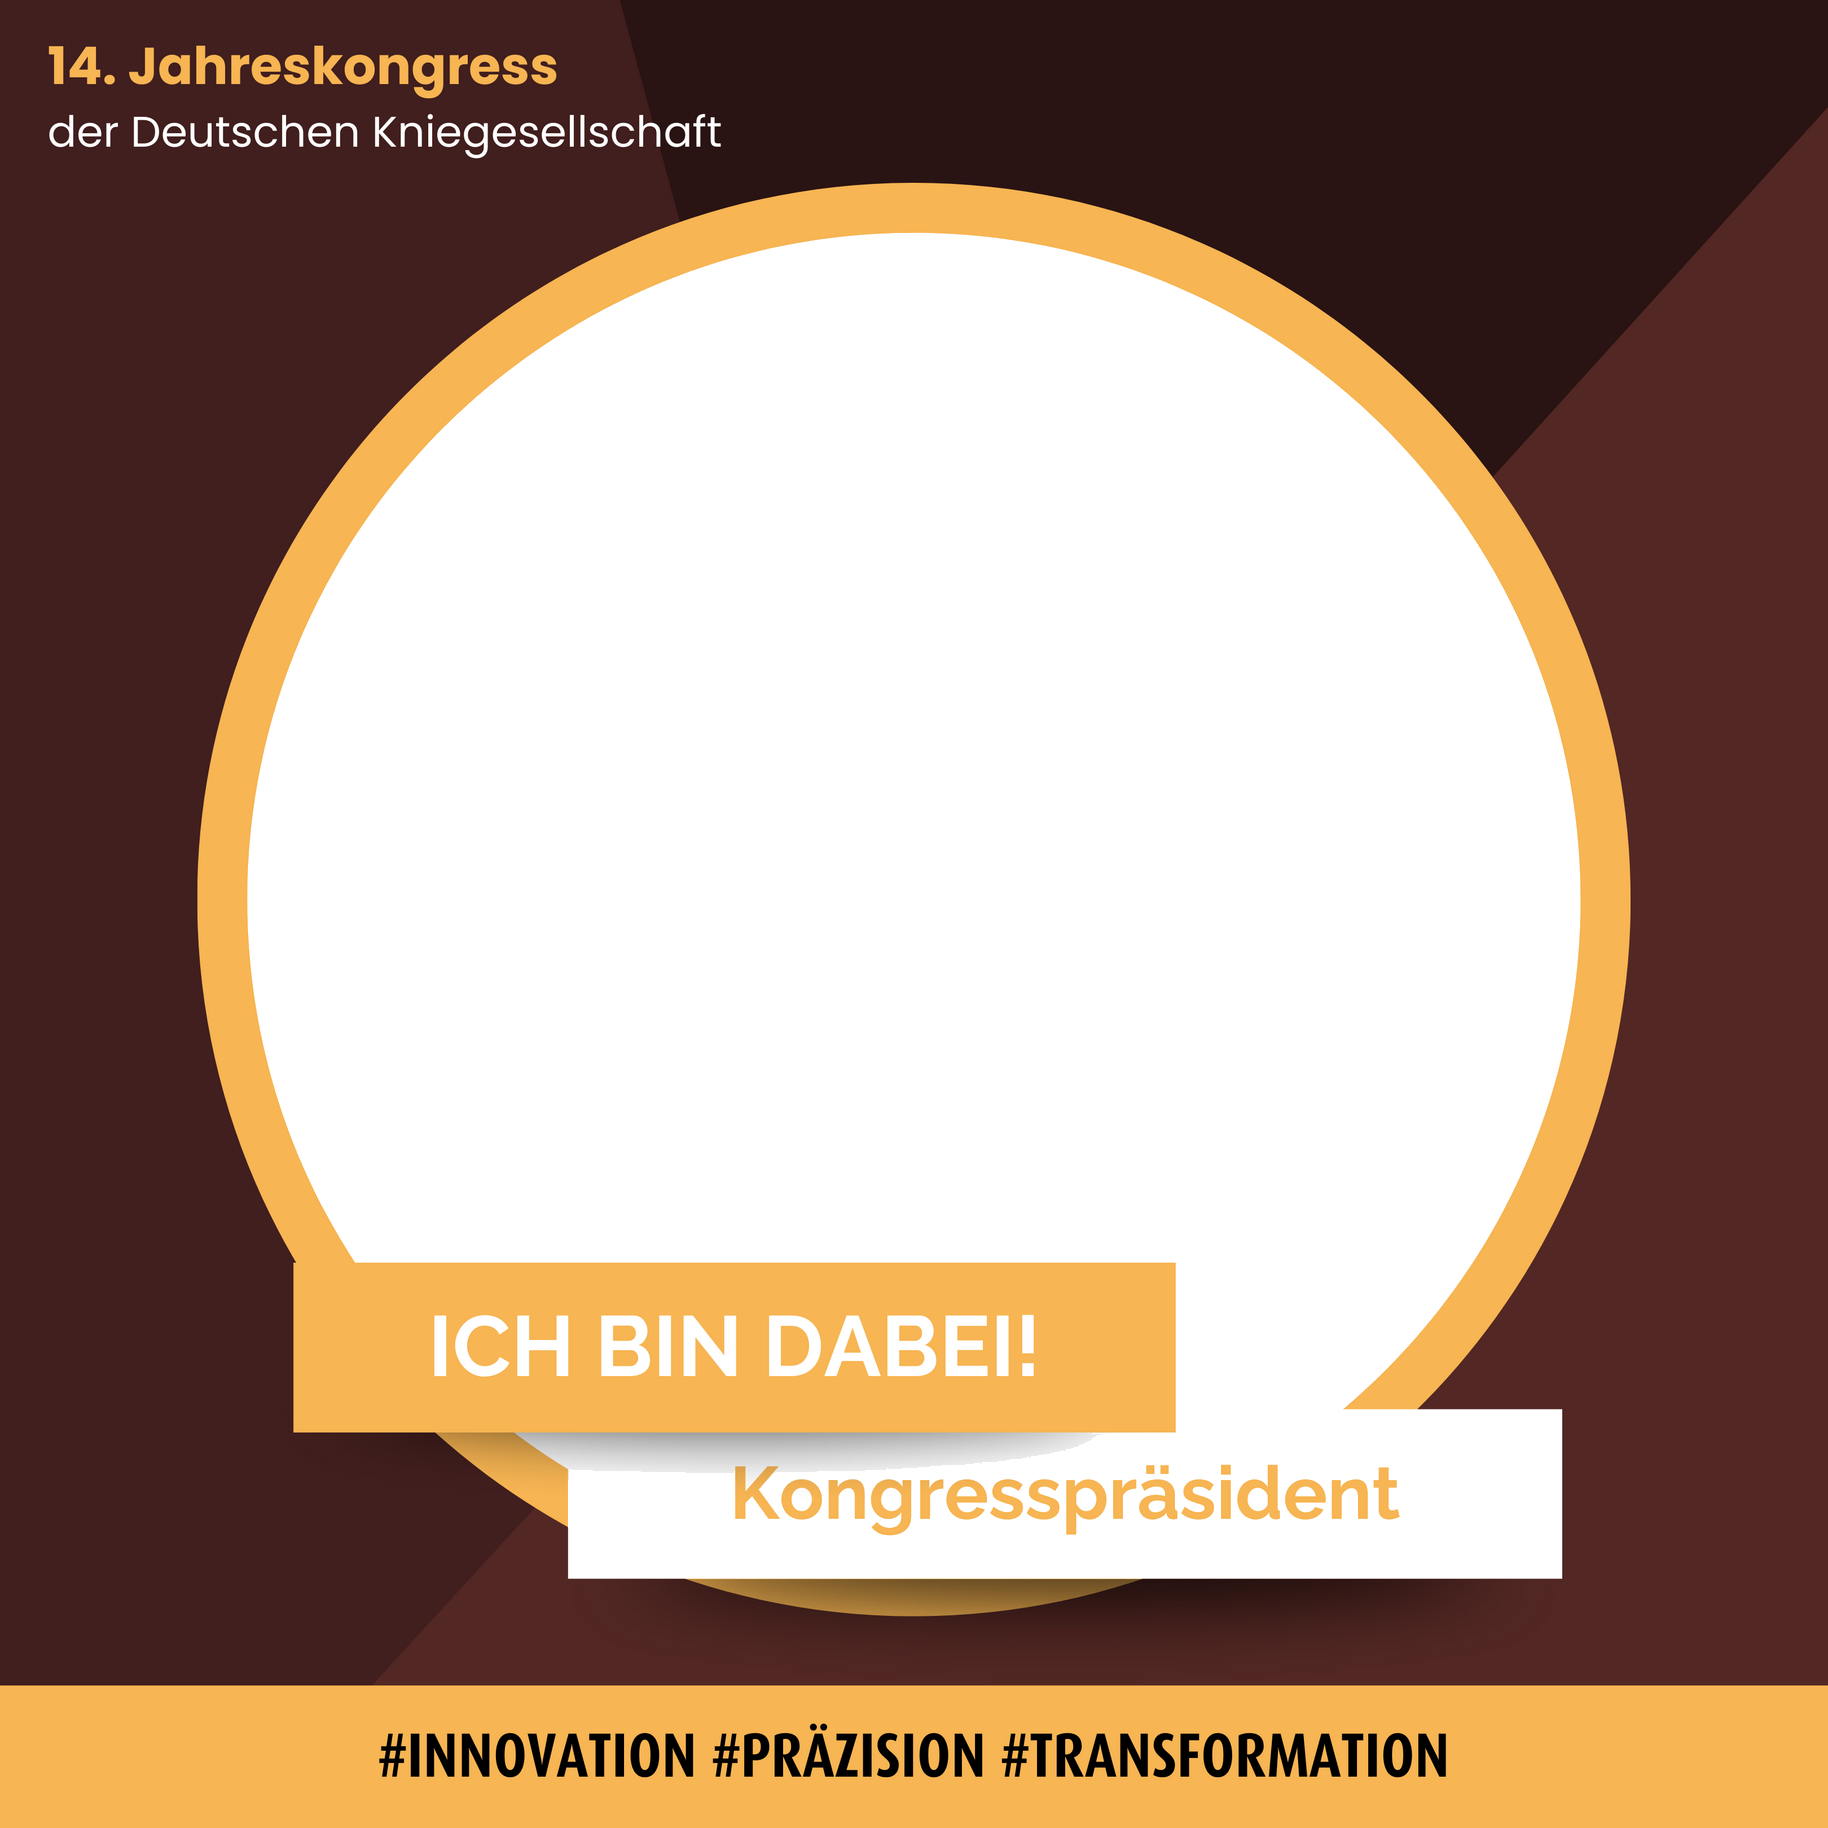 14. Jahreskongress
der Deutschen Kniegesellschaft
ICH BIN DABEI!
Kongresspräsident
#INNOVATION #PRÄZISION #TRANSFORMATION